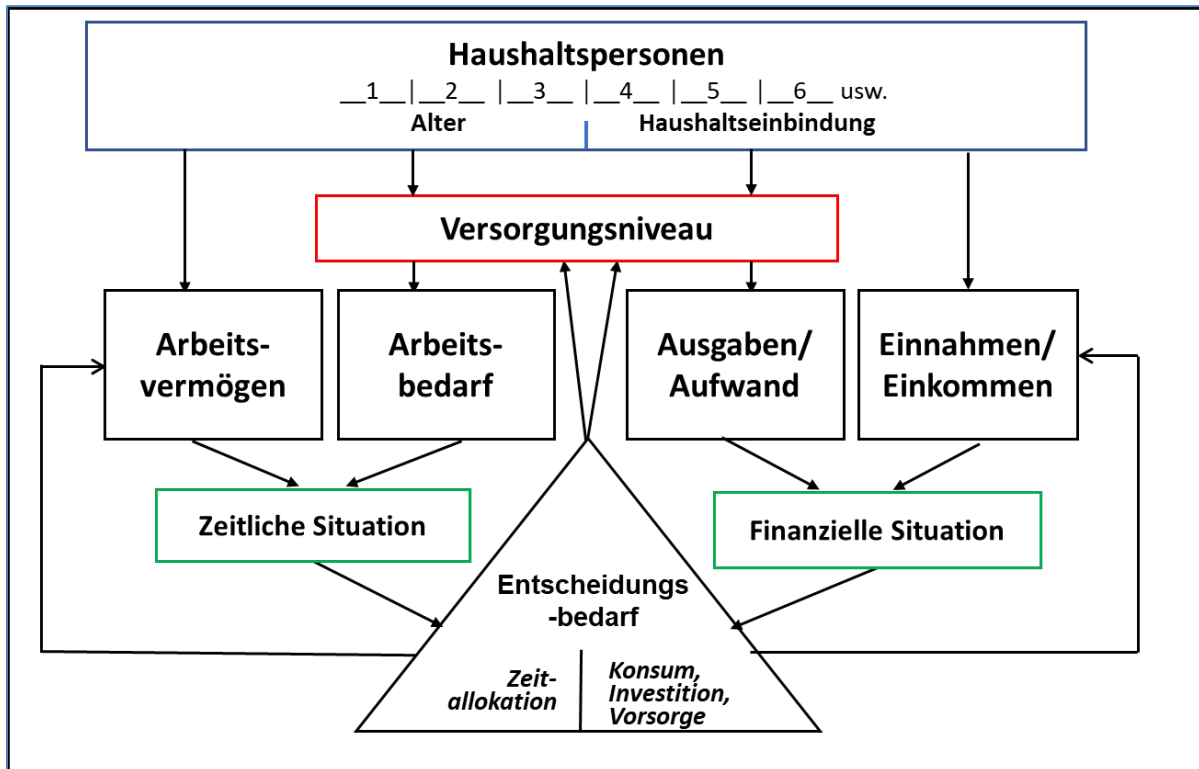 Haushaltspersonen
__1__|__2__ |__3__ |__4__ |__5__ |__6__ usw.
Alter
Haushaltseinbindung
Versorgungsniveau
Arbeits-
vermögen
Arbeits-
bedarf
Ausgaben/
Aufwand
Einnahmen/
Einkommen
Zeitliche Situation
Finanzielle Situation
Entscheidungs
-bedarf
Zeit-
allokation
Konsum,
Investition,
Vorsorge